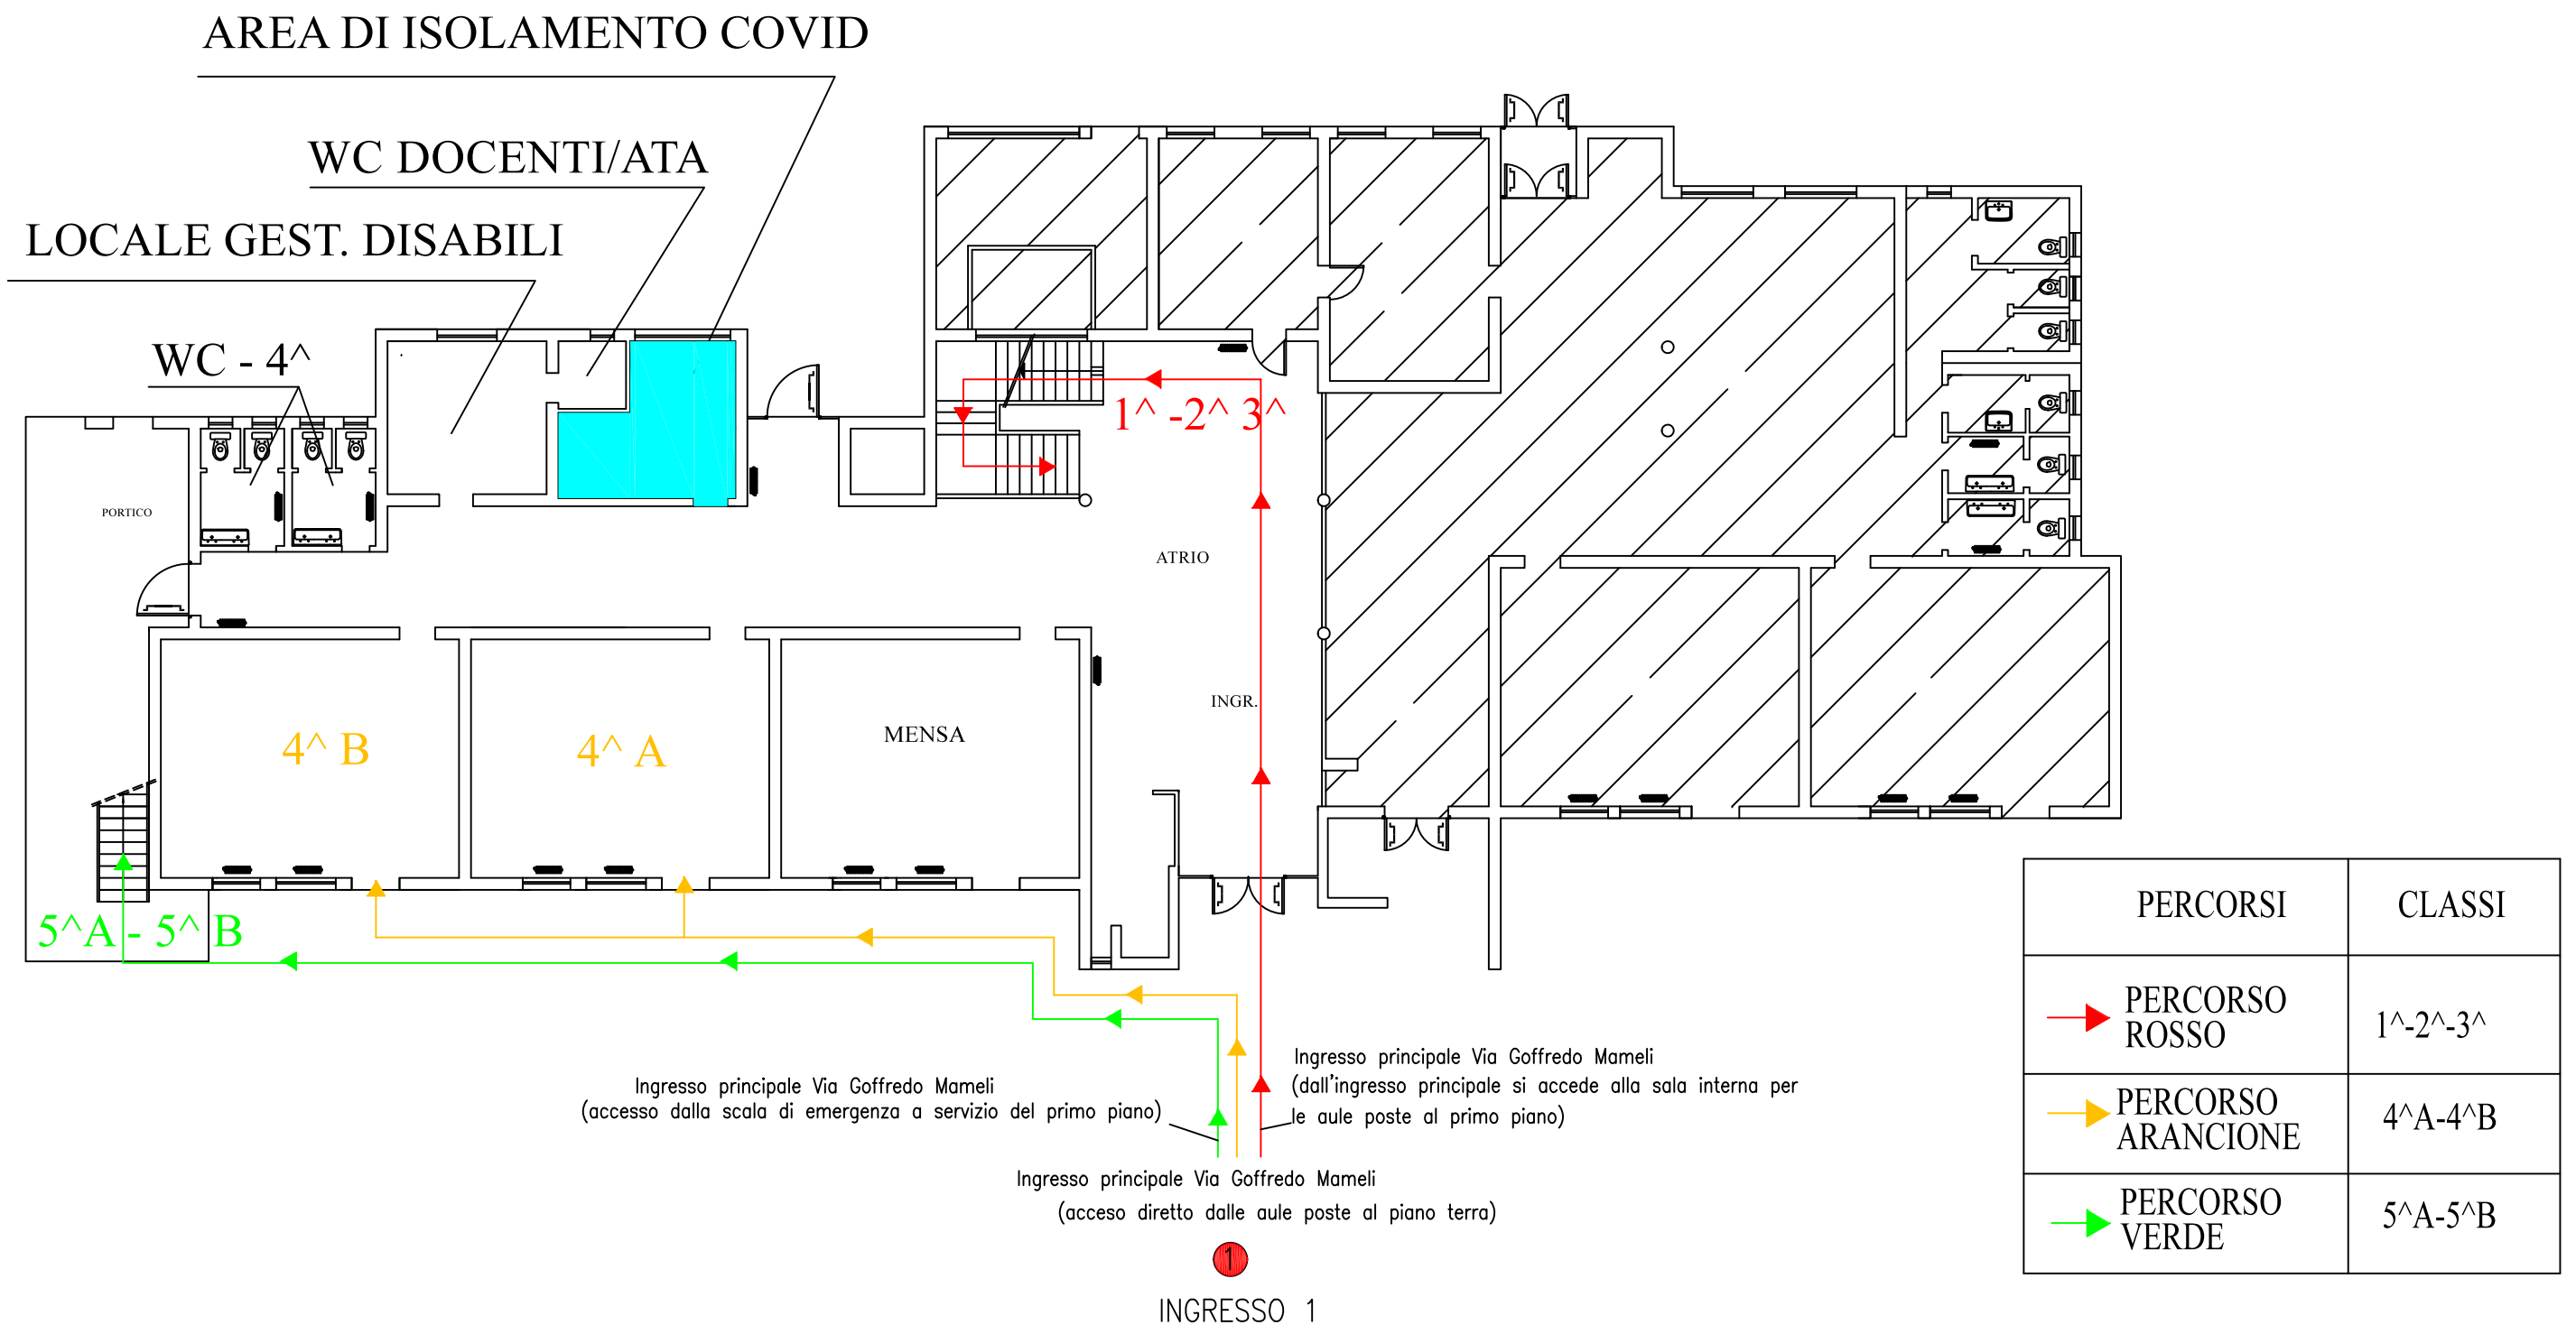 AREA DI ISOLAMENTO COVID
WC DOCENTI/ATA
LOCALE GEST. DISABILI
WC - 4^
1^ -2^ 3^
PORTICO
ATRIO
INGR.
4^ B
4^ A
MENSA
5^A - 5^ B
PERCORSI
CLASSI
PERCORSO
ROSSO
1^-2^-3^
PERCORSO
ARANCIONE
4^A-4^B
PERCORSO
VERDE
5^A-5^B
Ingresso principale Via Goffredo Mameli
(dall'ingresso principale si accede alla sala interna per
le aule poste al primo piano)
Ingresso principale Via Goffredo Mameli
(accesso dalla scala di emergenza a servizio del primo piano)
Ingresso principale Via Goffredo Mameli
(acceso diretto dalle aule poste al piano terra)
1
INGRESSO 1